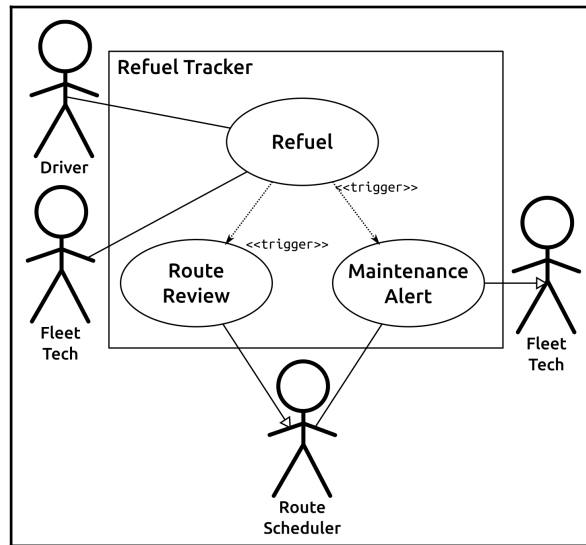 Refuel Tracker
Driver
Refuel
<<trigger>>
<<trigger>>
Route
Review
Maintenance
Alert
Fleet
Tech
Fleet
Tech
Route
Scheduler